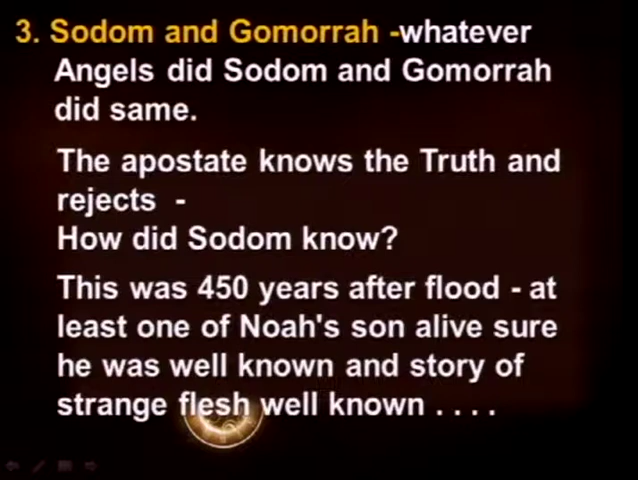 3. Sodom and Gomorrah -whatever
Angels did Sodom and Gomorrah
did same.
The apostate knows the Truth and
rejects -
How did Sodom know?
This was 450 years after flood - at
least one of Noah's son alive sure
he was well known and story of
strange flesh well known . . . .